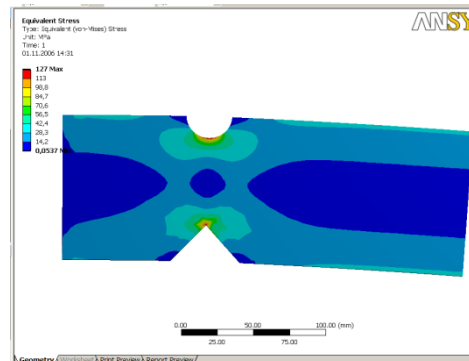 Equivalent Stress
Type: Equivalent (von-Mises) Stress
Unit: MPa
Time: 1
01.11.2006 14:31
ANSY
127 Max
113
98,8
84,7
70,6
56,5
42,4
28,3
14,2
0,0537
0.00 50.00 100.00 (mm)
25.00 75.00
Geometry Worksheet Print Preview Report Preview